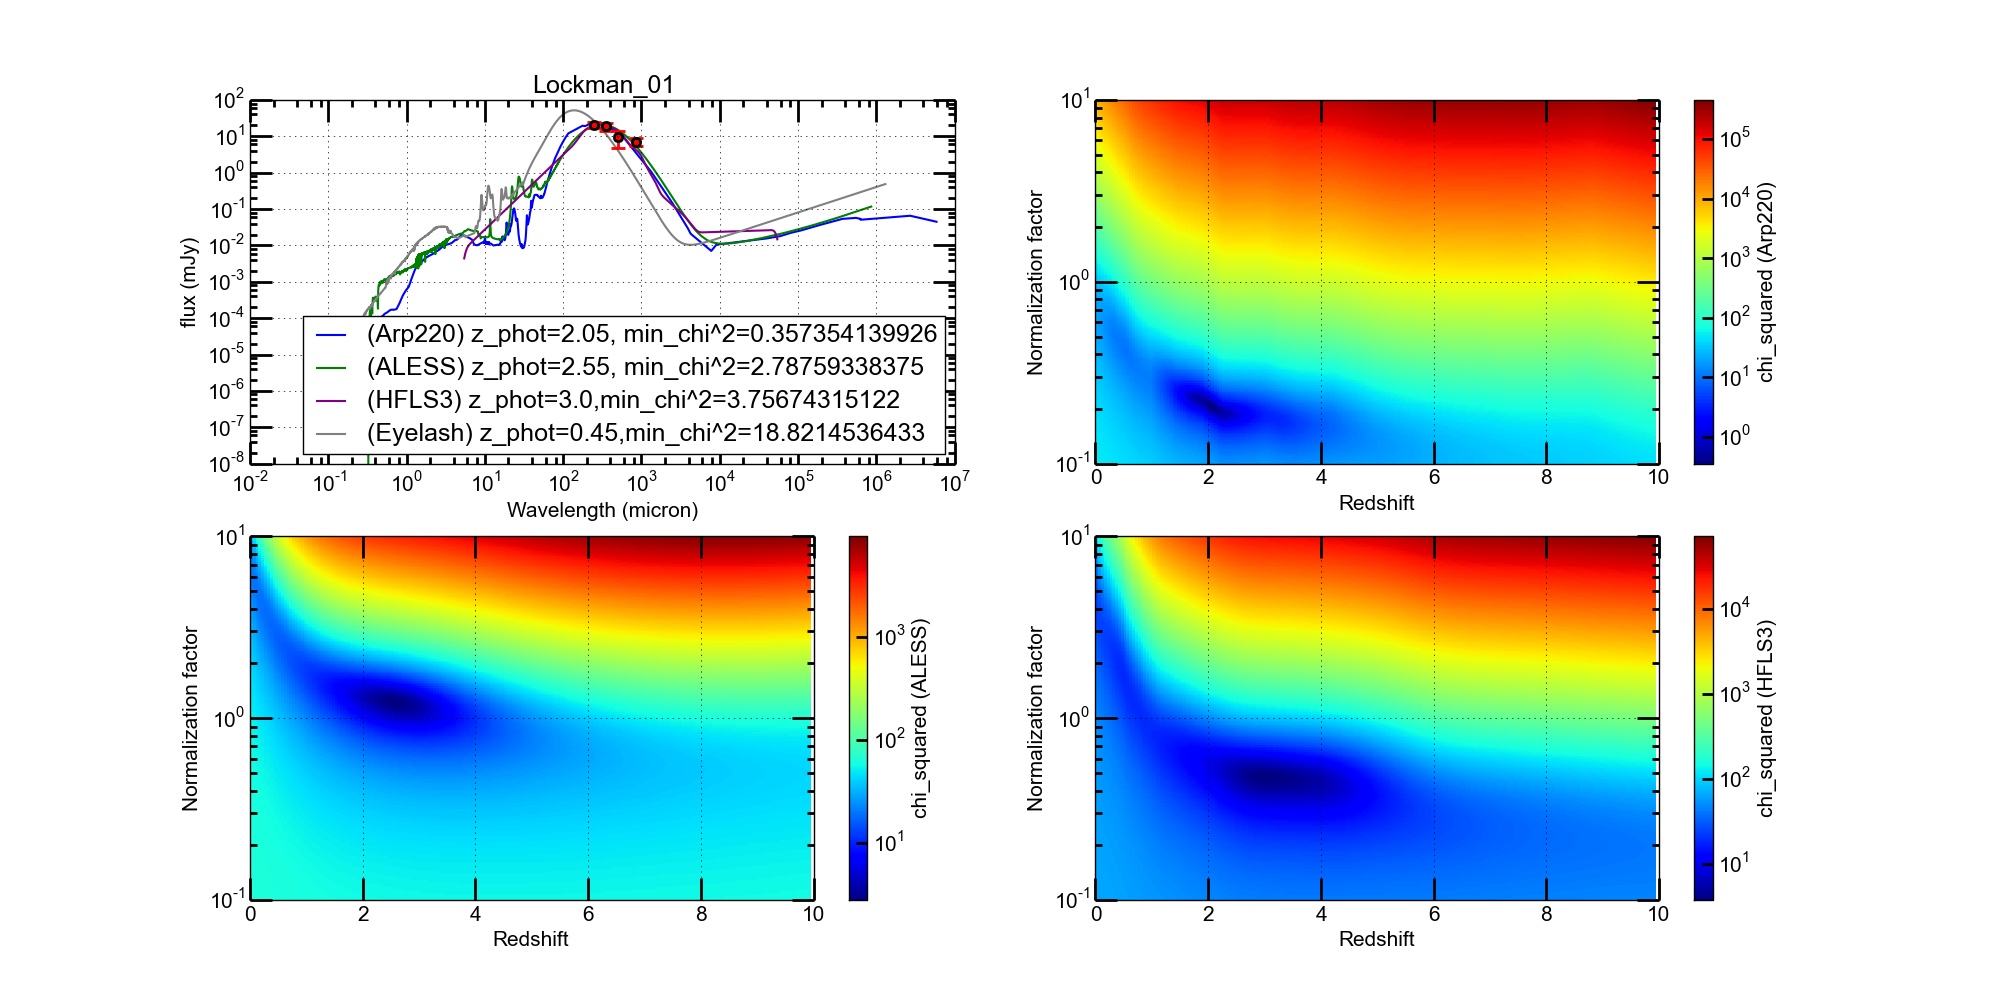 Lockman_01
flux (mJy)
10^2
10^1
10^0
10^-1
10^-2
10^-3
10^-4
10^-5
10^-6
10^-7
10^-8
(Arp220) z_phot=2.05, min_chi^2=0.357354139926
(ALESS) z_phot=2.55, min_chi^2=2.78759338375
(HFLS3) z_phot=3.0,min_chi^2=3.75674315122
(Eyelash) z_phot=0.45,min_chi^2=18.8214536433
10^-2 10^-1 10^0 10^1 10^2 10^3 10^4 10^5 10^6 10^7
Wavelength (micron)
Normalization factor
10^1
10^0
10^-1
0 2 4 6 8 10
Redshift
10^5
10^4
10^3
10^2
10^1
10^0
chi_squared (Arp220)
Normalization factor
10^1
10^0
10^-1
0 2 4 6 8 10
Redshift
10^3
10^2
10^1
chi_squared (ALESS)
Normalization factor
10^1
10^0
10^-1
0 2 4 6 8 10
Redshift
10^4
10^3
10^2
10^1
chi_squared (HFLS3)